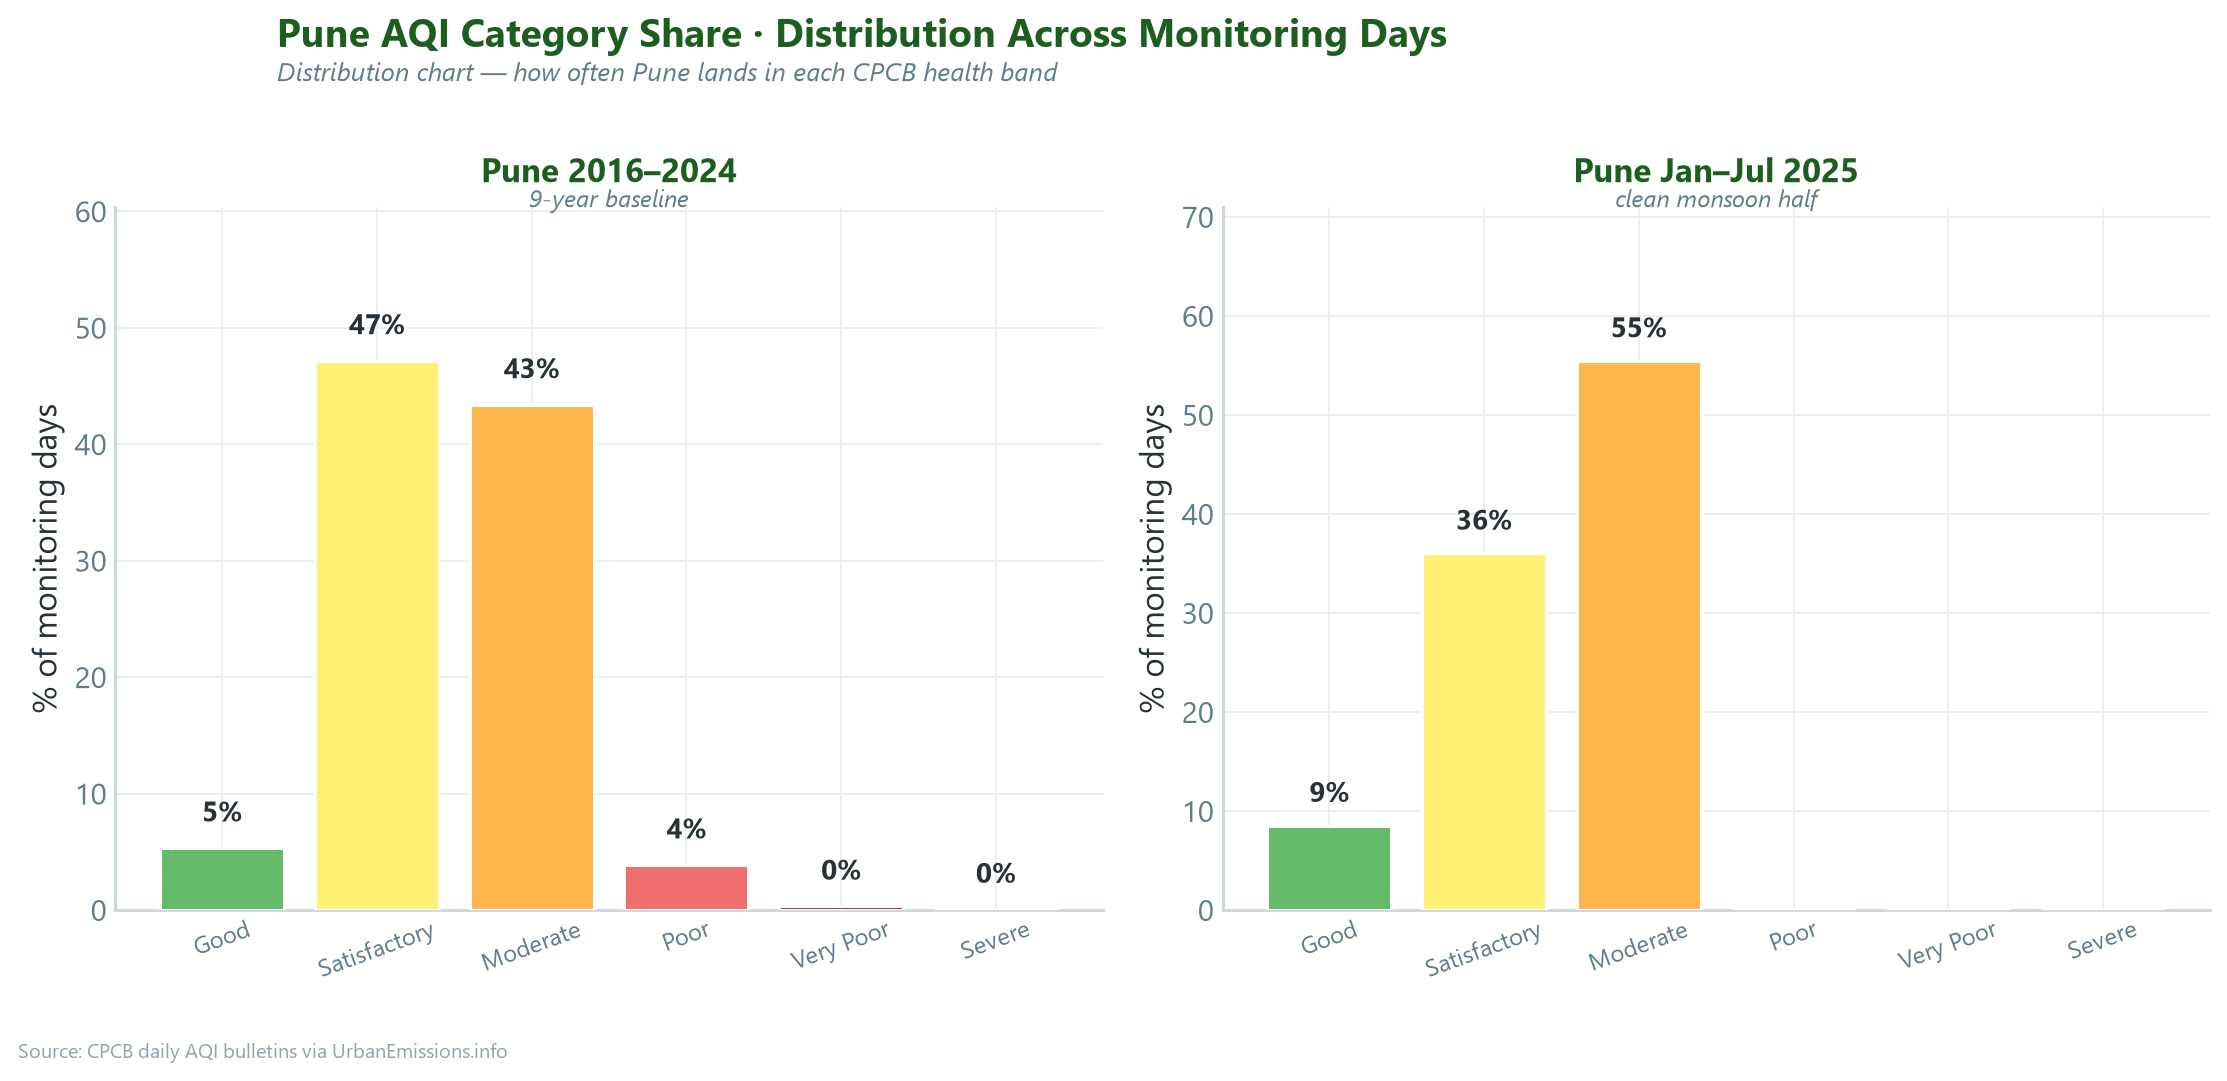 Pune AQI Category Share · Distribution Across Monitoring Days
Distribution chart — how often Pune lands in each CPCB health band
Pune 2016–2024
9-year baseline
% of monitoring days
60
50
40
30
20
10
0
5%
47%
43%
4%
0%
0%
Good
Satisfactory
Moderate
Poor
Very Poor
Severe
Pune Jan–Jul 2025
clean monsoon half
% of monitoring days
70
60
50
40
30
20
10
0
9%
36%
55%
Good
Satisfactory
Moderate
Poor
Very Poor
Severe
Source: CPCB daily AQI bulletins via UrbanEmissions.info